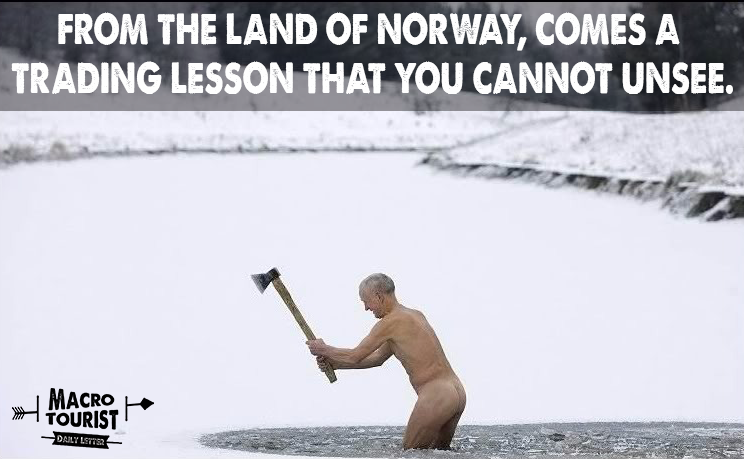 FROM THE LAND OF NORWAY, COMES A
TRADING LESSON THAT YOU CANNOT UNSEE.
MACRO
TOURIST
DAILY LETTER